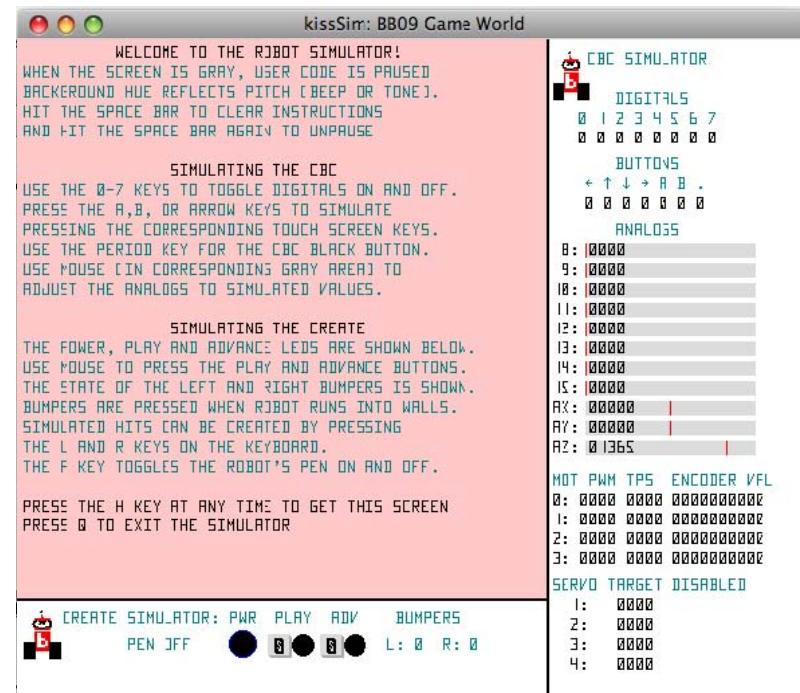 kissSim: BB09 Game World
WELCOME TO THE ROBOT SIMULATOR!
WHEN THE SCREEN IS GRAY, USER CODE IS PAUSED
BACKGROUND HUE REFLECTS PITCH [BEEP OR TONE].
HIT THE SPACE BAR TO CLEAR INSTRUCTIONS
AND HIT THE SPACE BAR AGAIN TO UNPAUSE
SIMULATING THE CBC
USE THE 0-7 KEYS TO TOGGLE DIGITALS ON AND OFF.
PRESS THE A,B, OR ARROW KEYS TO SIMULATE
PRESSING THE CORRESPONDING TOUCH SCREEN KEYS.
USE THE PERIOD KEY FOR THE CBC BLACK BUTTON.
USE MOUSE [IN CORRESPONDING GRAY AREA] TO
ADJUST THE ANALOGS TO SIMULATED VALUES.
SIMULATING THE CREATE
THE POWER, PLAY AND ADVANCE LEDS ARE SHOWN BELOW.
USE MOUSE TO PRESS THE PLAY AND ADVANCE BUTTONS.
THE STATE OF THE LEFT AND RIGHT BUMPERS IS SHOWN.
BUMPERS ARE PRESSED WHEN ROBOT RUNS INTO WALLS.
SIMULATED HITS CAN BE CREATED BY PRESSING
THE L AND R KEYS ON THE KEYBOARD.
THE P KEY TOGGLES THE ROBOT'S PEN ON AND OFF.
PRESS THE H KEY AT ANY TIME TO GET THIS SCREEN
PRESS Q TO EXIT THE SIMULATOR
b CREATE SIMULATOR: PWR PLAY ADV BUMPERS
PEN OFF 0 0 L: 0 R: 0
b CBC SIMULATOR
DIGITALS
0 1 2 3 4 5 6 7
0 0 0 0 0 0 0 0
BUTTONS
← ↑ ↓ → A B .
0 0 0 0 0 0 0
ANALOGS
8: 0000
9: 0000
10: 0000
11: 0000
12: 0000
13: 0000
14: 0000
15: 0000
AX: 00000
AY: 00000
AZ: 01365
MOT PWM TPS ENCODER VFL
0: 0000 0000 0000000000
1: 0000 0000 0000000000
2: 0000 0000 0000000000
3: 0000 0000 0000000000
SERVO TARGET DISABLED
1: 0000
2: 0000
3: 0000
4: 0000